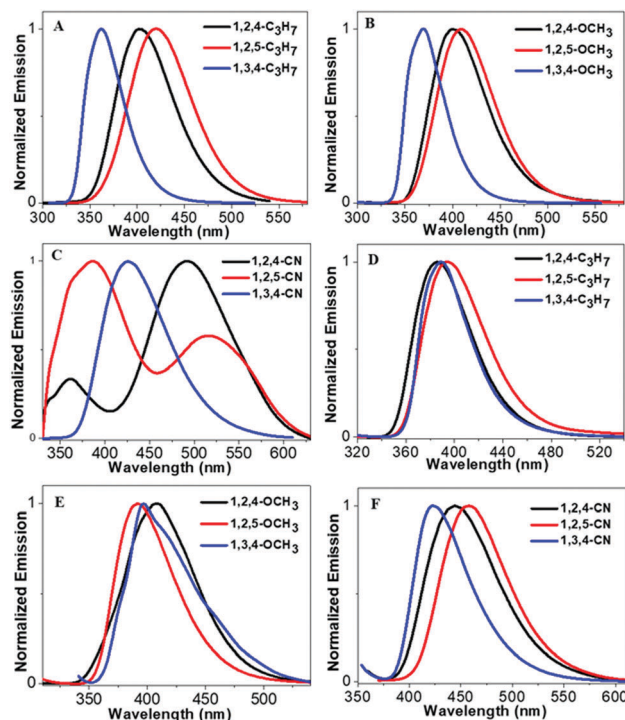 A
1,2,4-C₃H₇
1,2,5-C₃H₇
1,3,4-C₃H₇
Normalized Emission
1
0
300 350 400 450 500 550
Wavelength (nm)
B
1,2,4-OCH₃
1,2,5-OCH₃
1,3,4-OCH₃
Normalized Emission
1
0
300 350 400 450 500 550
Wavelength (nm)
C
1,2,4-CN
1,2,5-CN
1,3,4-CN
Normalized Emission
1
0
350 400 450 500 550 600
Wavelength (nm)
D
1,2,4-C₃H₇
1,2,5-C₃H₇
1,3,4-C₃H₇
Normalized Emission
1
0
320 360 400 440 480 520
Wavelength (nm)
E
1,2,4-OCH₃
1,2,5-OCH₃
1,3,4-OCH₃
Normalized Emission
1
0
350 400 450 500
Wavelength (nm)
F
1,2,4-CN
1,2,5-CN
1,3,4-CN
Normalized Emission
1
0
350 400 450 500 550 600
Wavelength (nm)